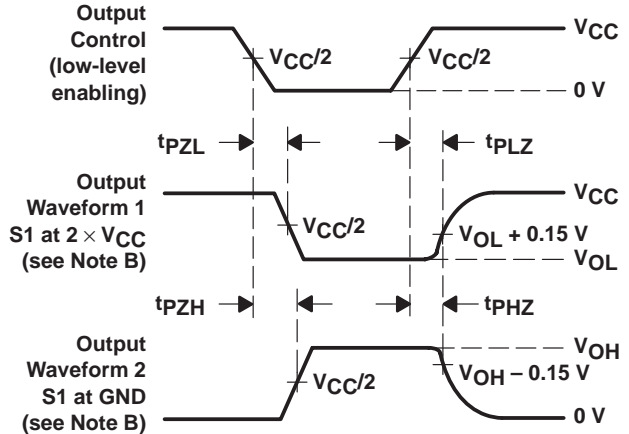 Output
Control
(low-level
enabling)
VCC/2
VCC/2
VCC
0 V
tPZL
tPLZ
Output
Waveform 1
S1 at 2 × VCC
(see Note B)
VCC/2
VCC
VOL + 0.15 V
VOL
tPZH
tPHZ
Output
Waveform 2
S1 at GND
(see Note B)
VCC/2
VOH
VOH – 0.15 V
0 V